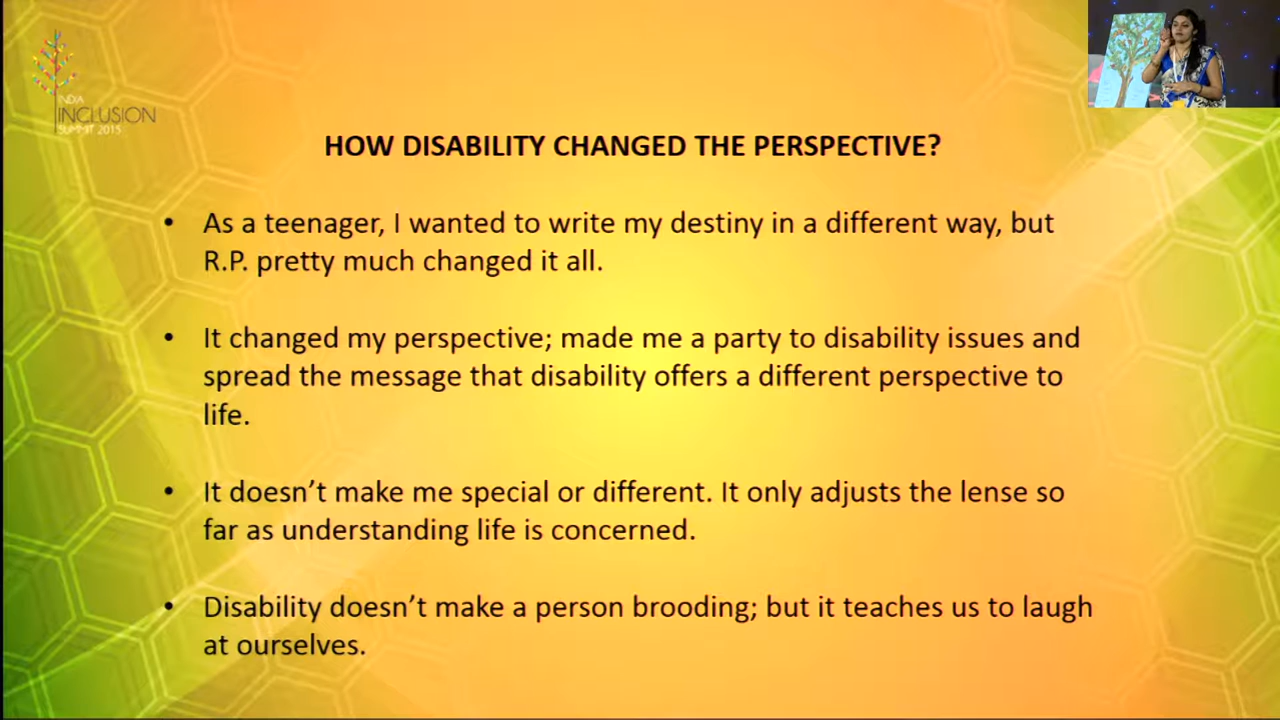 INDIA
INCLUSION
SUMMIT 2015
HOW DISABILITY CHANGED THE PERSPECTIVE?
• As a teenager, I wanted to write my destiny in a different way, but
R.P. pretty much changed it all.
• It changed my perspective; made me a party to disability issues and
spread the message that disability offers a different perspective to
life.
• It doesn’t make me special or different. It only adjusts the lense so
far as understanding life is concerned.
• Disability doesn’t make a person brooding; but it teaches us to laugh
at ourselves.